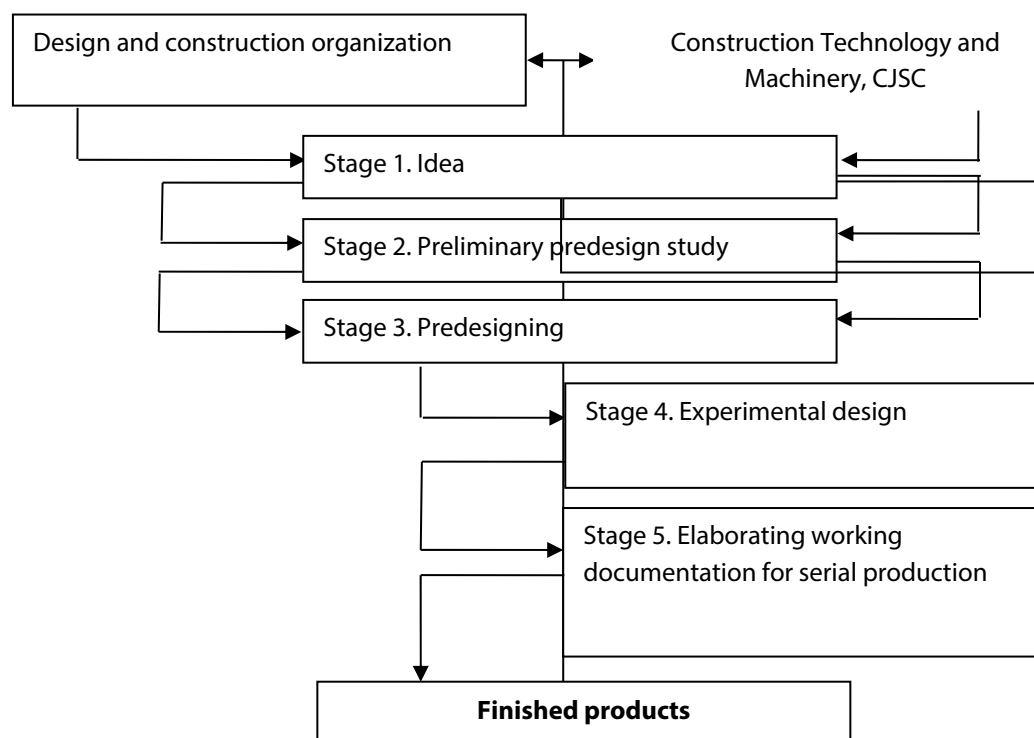 Design and construction organization
Construction Technology and
Machinery, CJSC
Stage 1. Idea
Stage 2. Preliminary predesign study
Stage 3. Predesigning
Stage 4. Experimental design
Stage 5. Elaborating working
documentation for serial production
Finished products